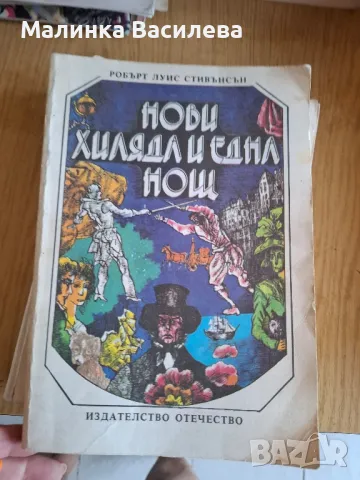 Малинка Василева
РОБЪРТ ЛУИС СТИВЪНСЪН
НОВИ
ХИЛЯДА И ЕДНА
НОЩ
ИЗДАТЕЛСТВО ОТЕЧЕСТВО
BAZAR